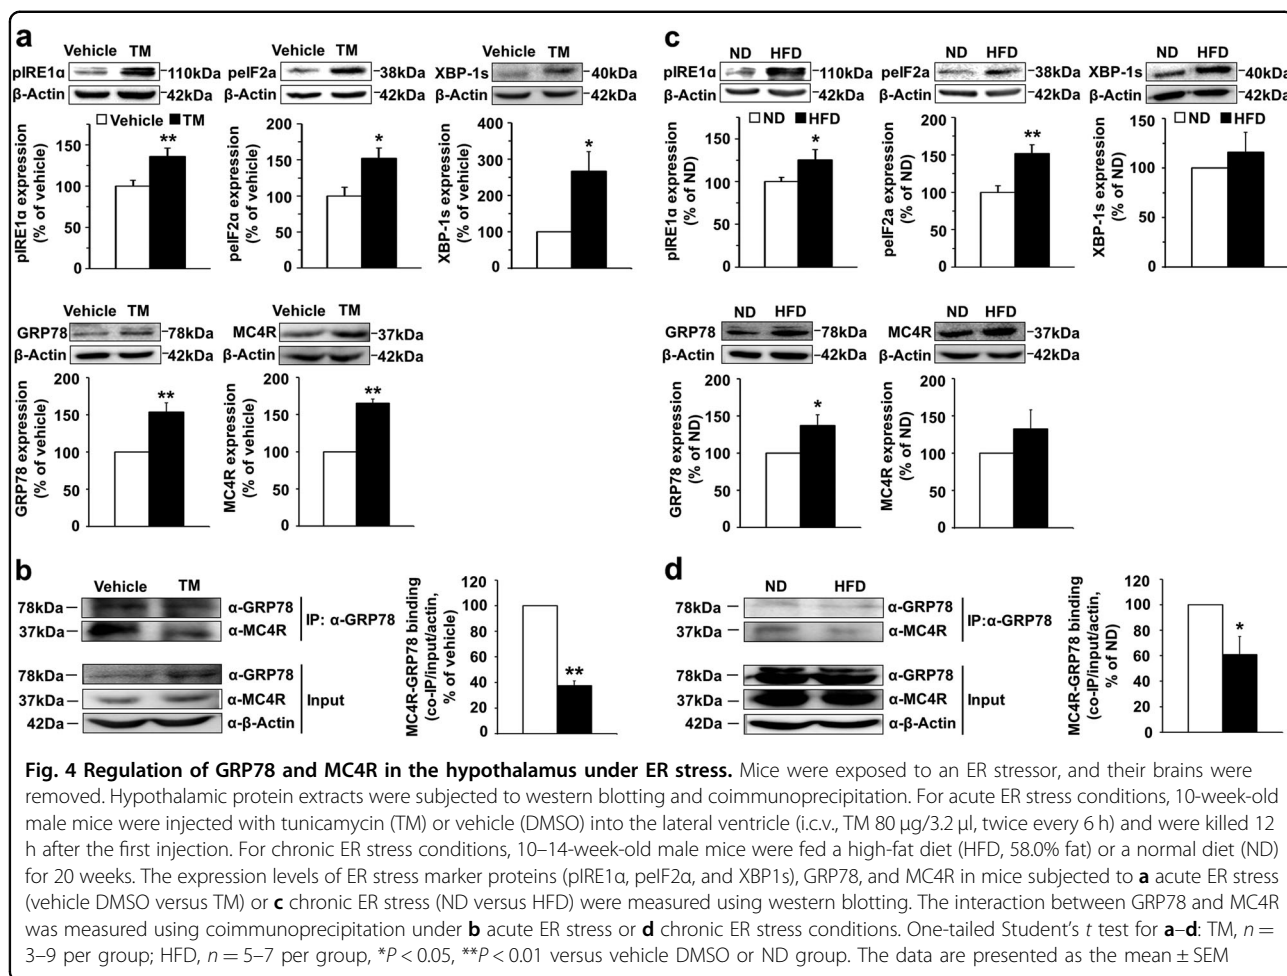 a
Vehicle TM
pIRE1α -110kDa
β-Actin -42kDa
Vehicle TM
peIF2a -38kDa
β-Actin -42kDa
Vehicle TM
XBP-1s -40kDa
β-Actin -42kDa
Vehicle TM
pIRE1α expression
(% of vehicle)
200
150
100
50
0
**
peIF2α expression
(% of vehicle)
200
150
100
50
0
*
XBP-1s expression
(% of vehicle)
400
300
200
100
0
*
Vehicle TM
GRP78 -78kDa
β-Actin -42kDa
Vehicle TM
MC4R -37kDa
β-Actin -42kDa
GRP78 expression
(% of vehicle)
200
150
100
50
0
**
MC4R expression
(% of vehicle)
200
150
100
50
0
**
c
ND HFD
pIRE1α -110kDa
β-Actin -42kDa
ND HFD
peIF2a -38kDa
β-Actin -42kDa
ND HFD
XBP-1s -40kDa
β-Actin -42kDa
ND HFD
pIRE1α expression
(% of ND)
200
150
100
50
0
*
peIF2a expression
(% of ND)
200
150
100
50
0
**
ND HFD
XBP-1s expression
(% of ND)
150
125
100
75
50
25
0
ND HFD
GRP78 -78kDa
β-Actin -42kDa
ND HFD
MC4R -37kDa
β-Actin -42kDa
GRP78 expression
(% of ND)
200
150
100
50
0
*
MC4R expression
(% of ND)
200
150
100
50
0
b
Vehicle TM
78kDa α-GRP78
37kDa α-MC4R
IP: α-GRP78
78kDa α-GRP78
37kDa α-MC4R
42Da α-β-Actin
Input
MC4R-GRP78 binding
(co-IP/input/actin,
% of vehicle)
120
100
80
60
40
20
0
**
d
ND HFD
78kDa α-GRP78
37kDa α-MC4R
IP:α-GRP78
78kDa α-GRP78
37kDa α-MC4R
42Da α-β-Actin
Input
MC4R-GRP78 binding
(co-IP/input/actin,
% of ND)
120
100
80
60
40
20
0
*
Fig. 4 Regulation of GRP78 and MC4R in the hypothalamus under ER stress. Mice were exposed to an ER stressor, and their brains were
removed. Hypothalamic protein extracts were subjected to western blotting and coimmunoprecipitation. For acute ER stress conditions, 10-week-old
male mice were injected with tunicamycin (TM) or vehicle (DMSO) into the lateral ventricle (i.c.v., TM 80 µg/3.2 µl, twice every 6 h) and were killed 12
h after the first injection. For chronic ER stress conditions, 10–14-week-old male mice were fed a high-fat diet (HFD, 58.0% fat) or a normal diet (ND)
for 20 weeks. The expression levels of ER stress marker proteins (pIRE1α, peIF2α, and XBP1s), GRP78, and MC4R in mice subjected to a acute ER stress
(vehicle DMSO versus TM) or c chronic ER stress (ND versus HFD) were measured using western blotting. The interaction between GRP78 and MC4R
was measured using coimmunoprecipitation under b acute ER stress or d chronic ER stress conditions. One-tailed Student's t test for a–d: TM, n =
3–9 per group; HFD, n = 5–7 per group, *P < 0.05, **P < 0.01 versus vehicle DMSO or ND group. The data are presented as the mean ± SEM